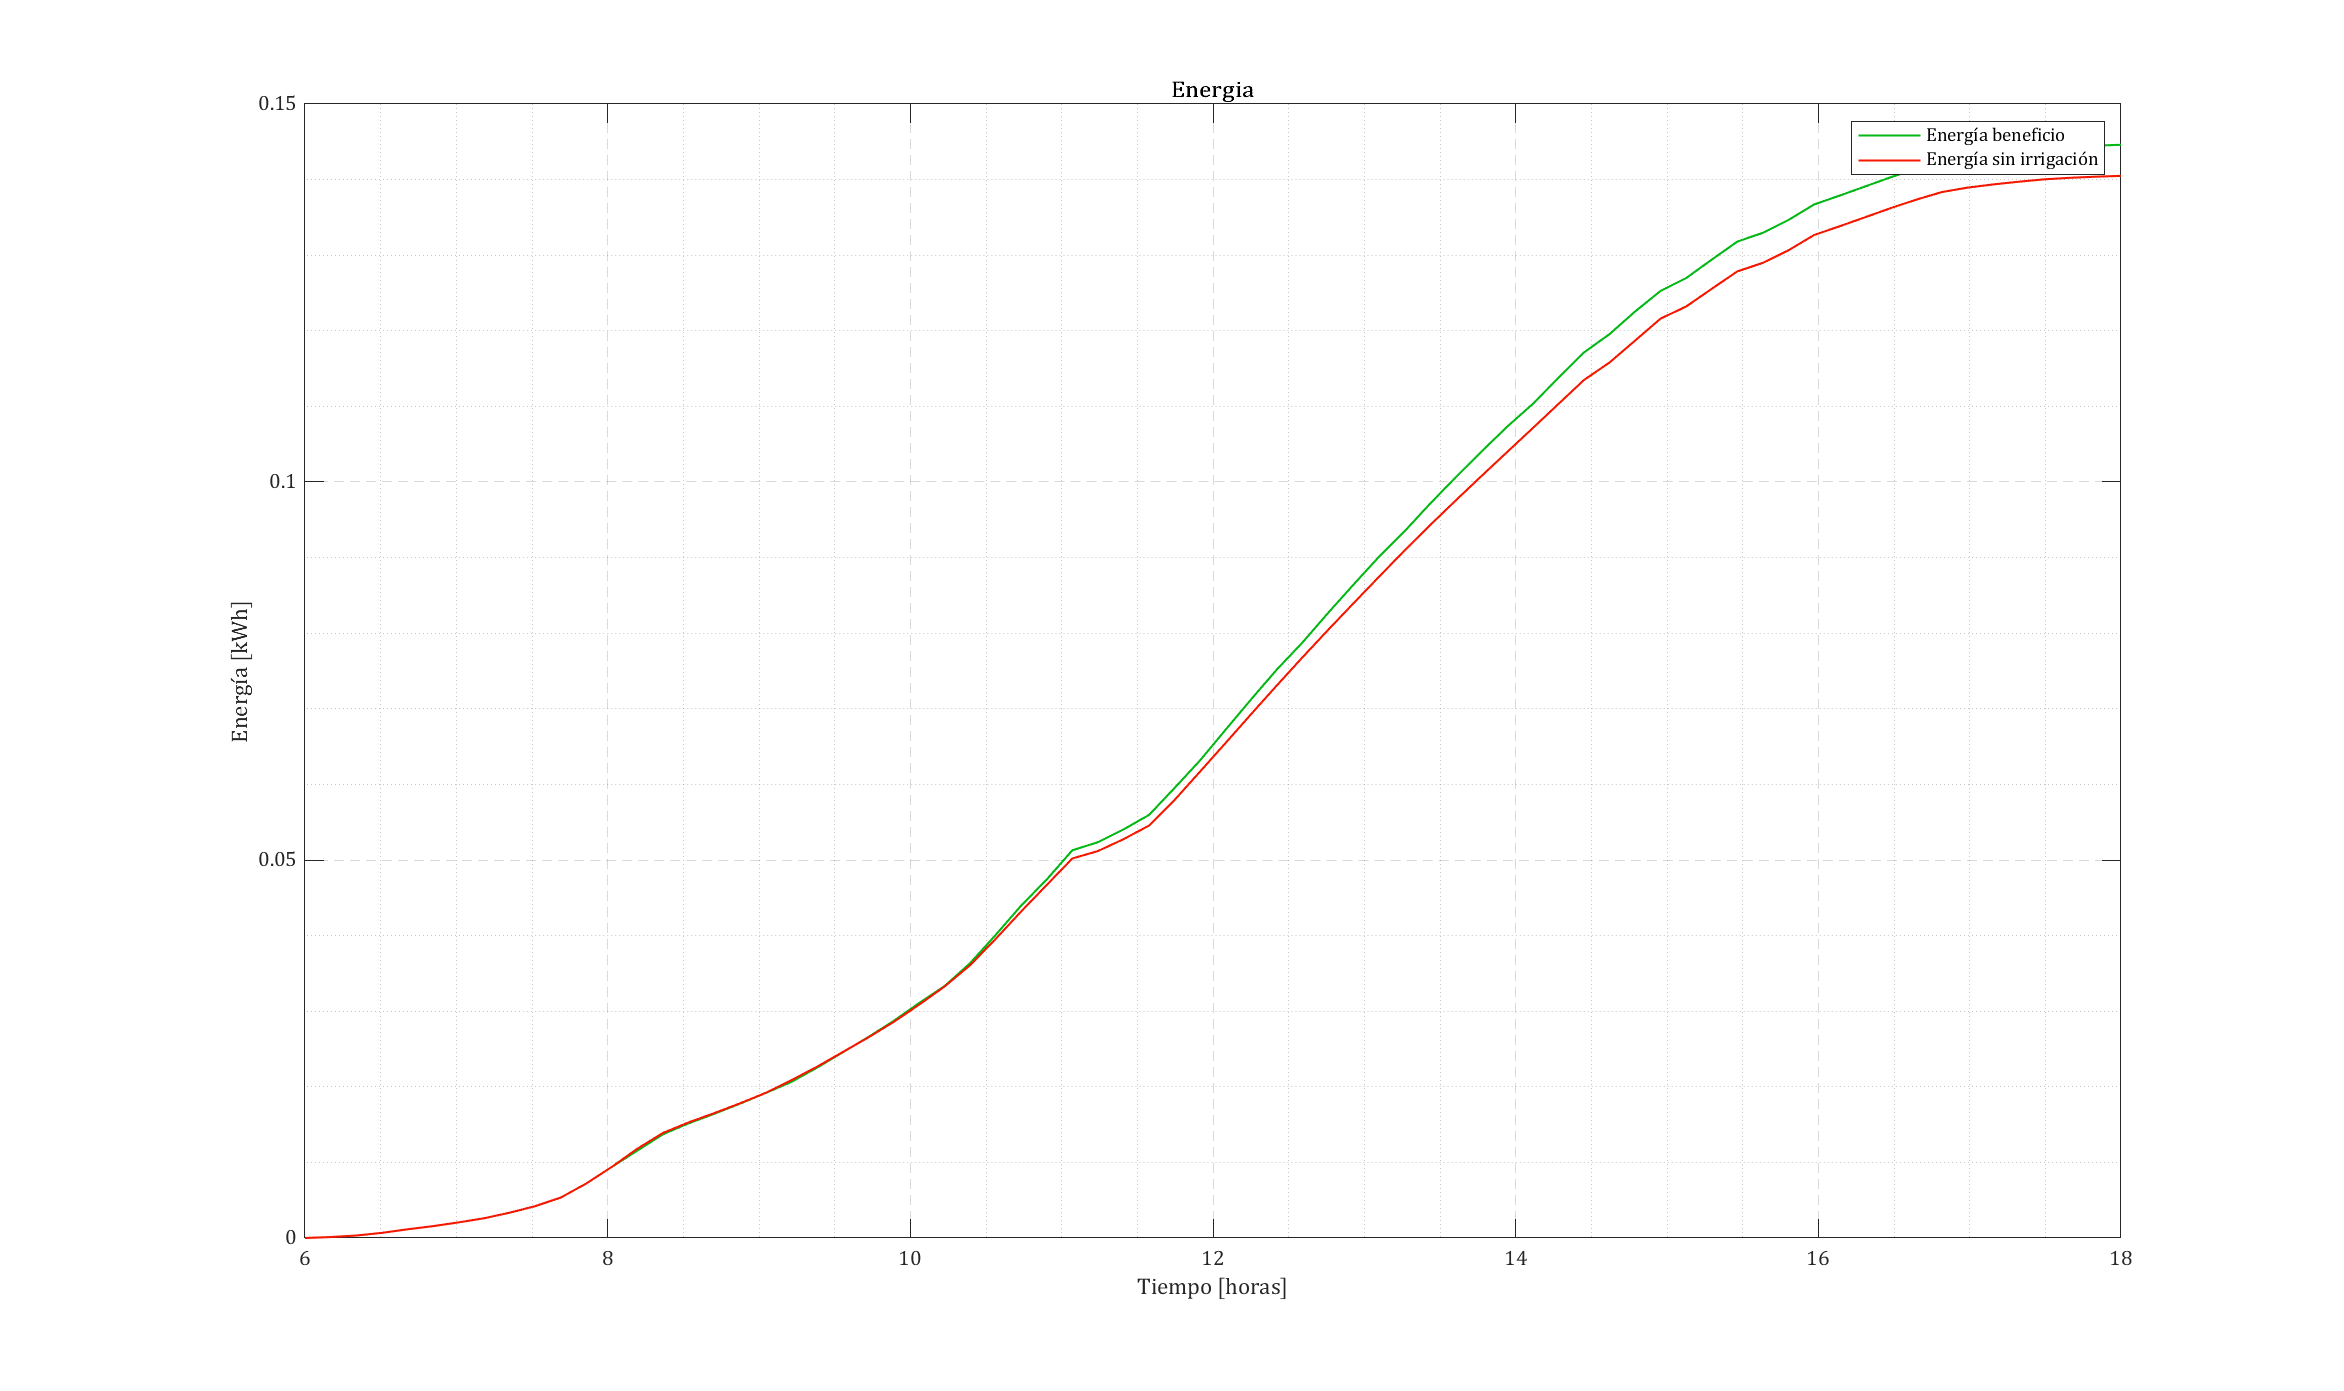 Energia
0.15
0.1
0.05
0
Energía [kWh]
Energía beneficio
Energía sin irrigación
6 8 10 12 14 16 18
Tiempo [horas]